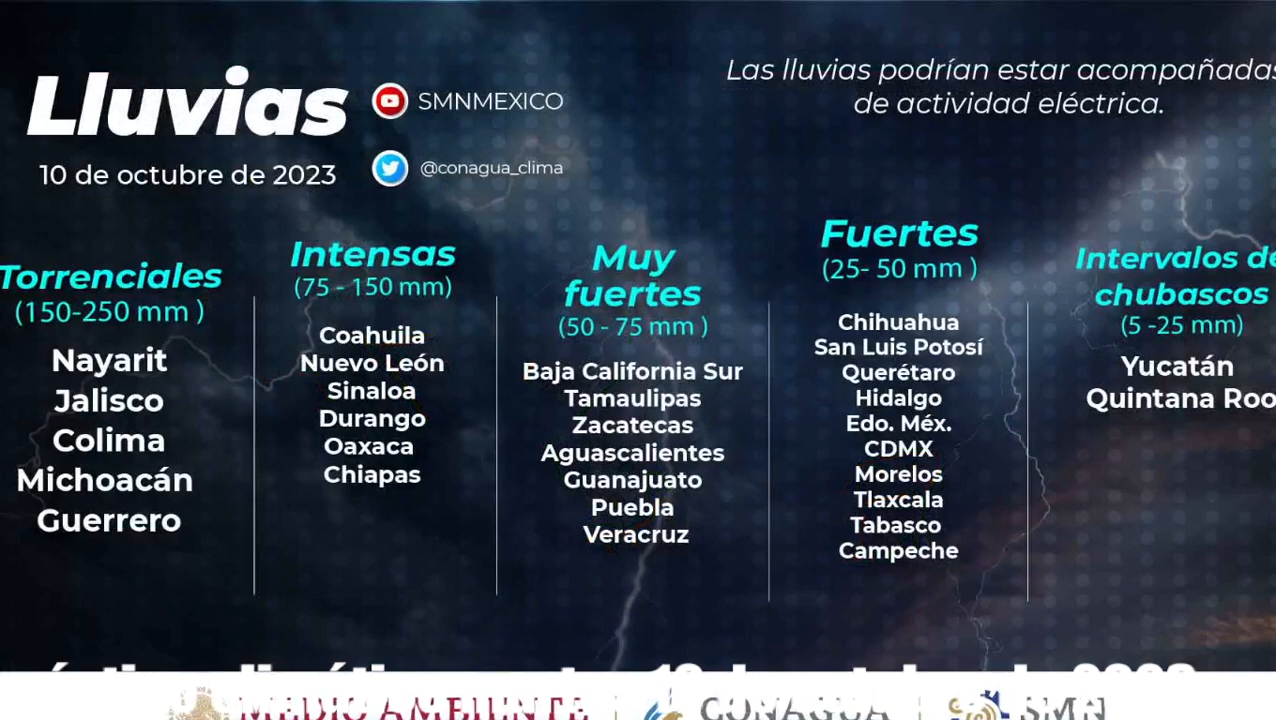 Lluvias
10 de octubre de 2023
SMNMEXICO
@conagua_clima
Las lluvias podrían estar acompañadas
de actividad eléctrica.
Torrenciales
(150-250 mm )
Nayarit
Jalisco
Colima
Michoacán
Guerrero
Intensas
(75 - 150 mm)
Coahuila
Nuevo León
Sinaloa
Durango
Oaxaca
Chiapas
Muy
fuertes
(50 - 75 mm )
Baja California Sur
Tamaulipas
Zacatecas
Aguascalientes
Guanajuato
Puebla
Veracruz
Fuertes
(25- 50 mm )
Chihuahua
San Luis Potosí
Querétaro
Hidalgo
Edo. Méx.
CDMX
Morelos
Tlaxcala
Tabasco
Campeche
Intervalos de
chubascos
(5 -25 mm)
Yucatán
Quintana Roo
MEDIO AMBIENTE
CONAGUA
SMN